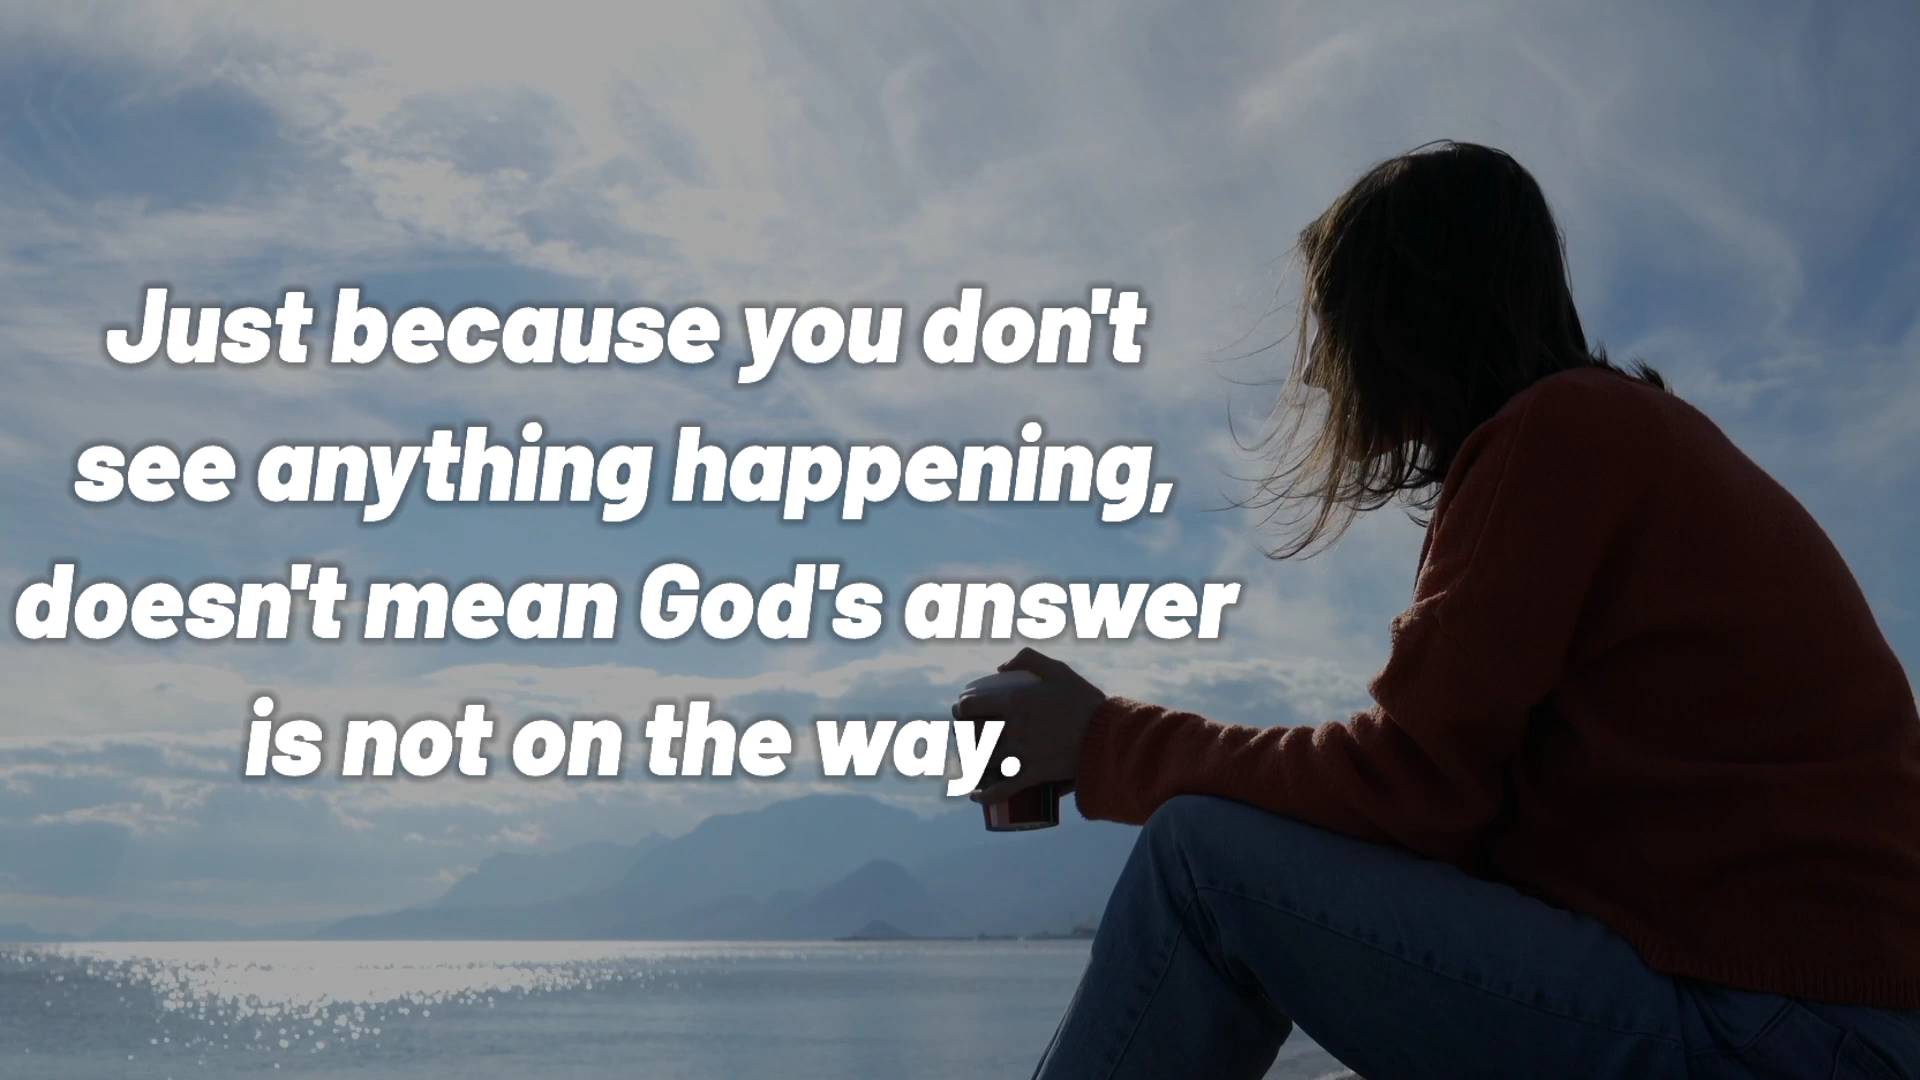 Just because you don't
see anything happening,
doesn't mean God's answer
is not on the way.